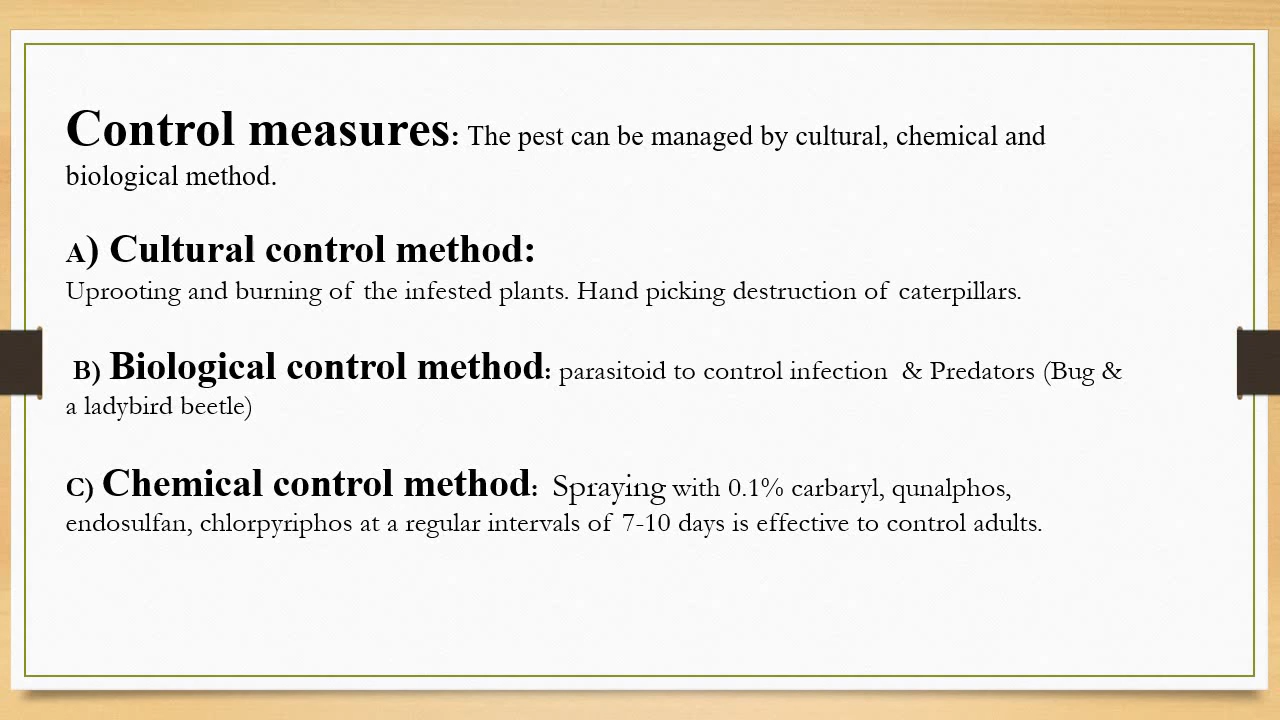 Control measures: The pest can be managed by cultural, chemical and
biological method.
A) Cultural control method:
Uprooting and burning of the infested plants. Hand picking destruction of caterpillars.
B) Biological control method: parasitoid to control infection & Predators (Bug &
a ladybird beetle)
C) Chemical control method: Spraying with 0.1% carbaryl, qunalphos,
endosulfan, chlorpyriphos at a regular intervals of 7-10 days is effective to control adults.